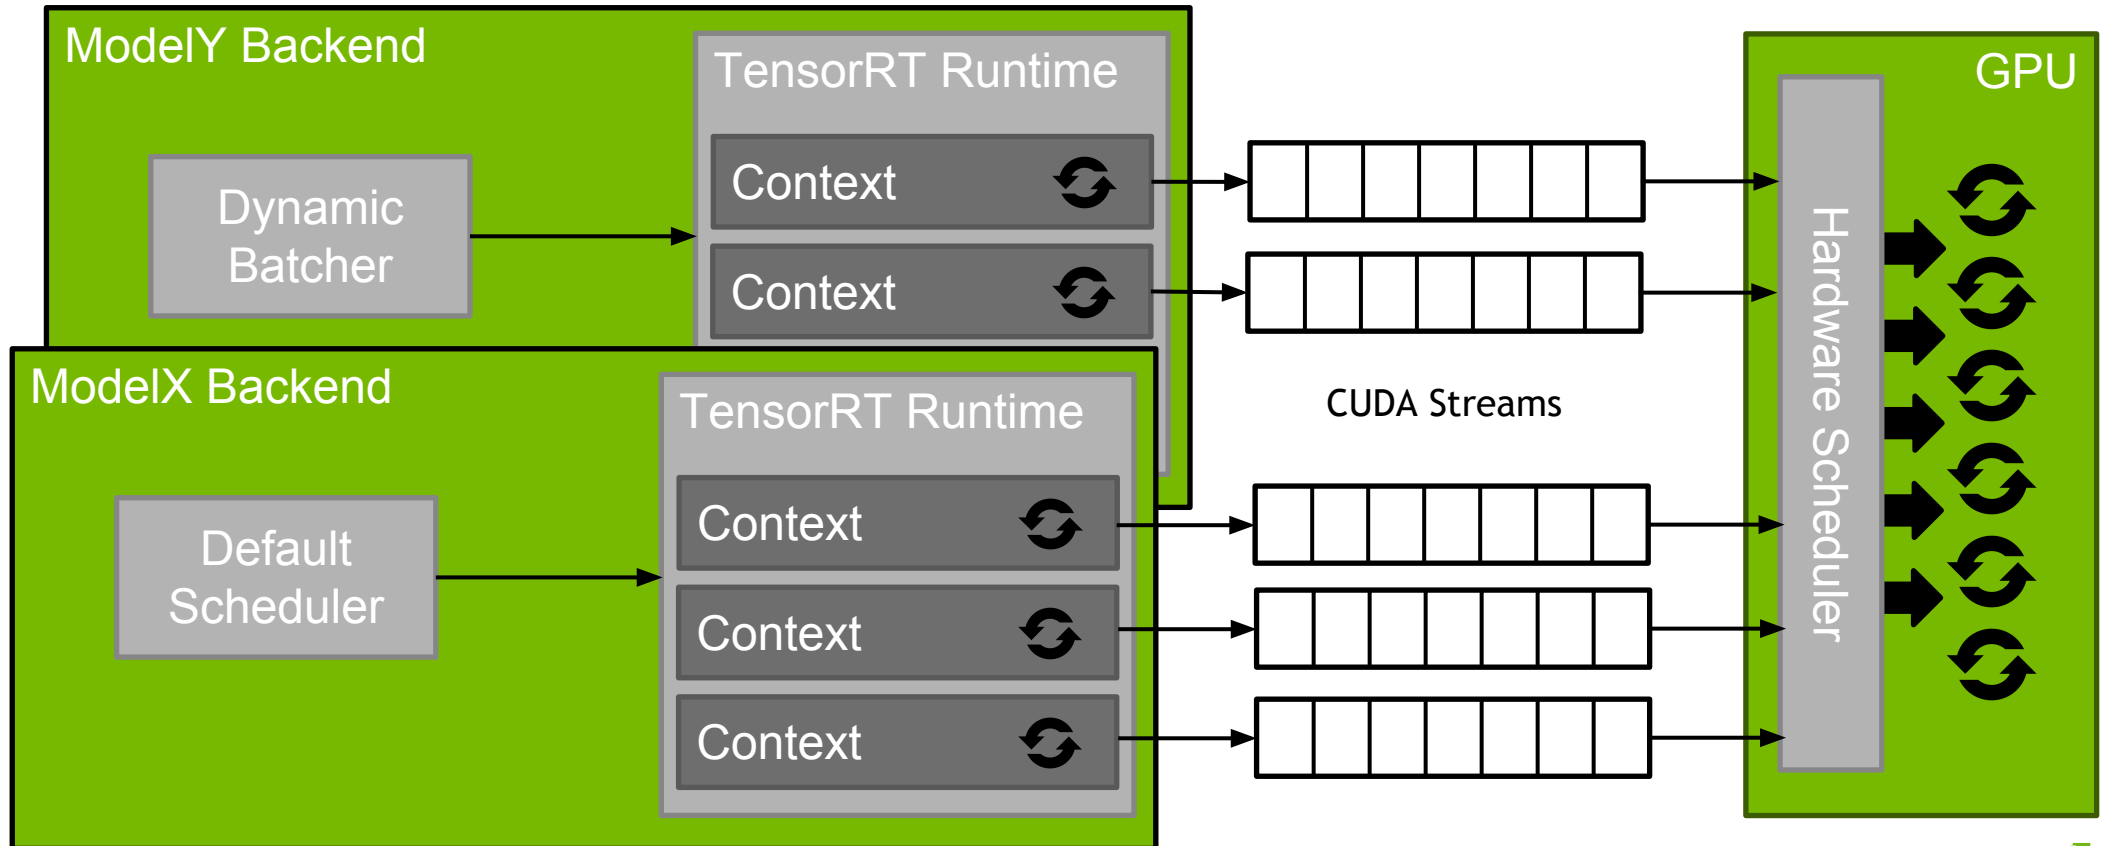 ModelY Backend
TensorRT Runtime
GPU
Context
Dynamic
Batcher
Context
Hardware Scheduler
ModelX Backend
TensorRT Runtime
CUDA Streams
Context
Default
Scheduler
Context
Context